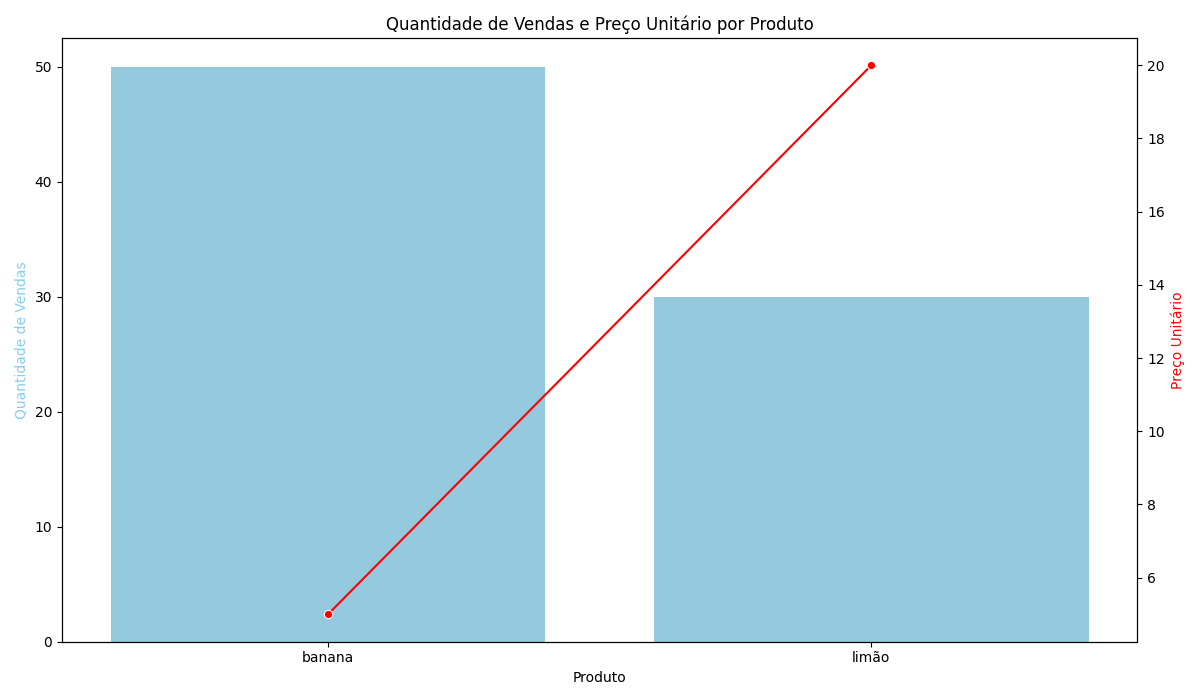 Quantidade de Vendas e Preço Unitário por Produto
50
40
30
20
10
0
Quantidade de Vendas
20
18
16
14
12
10
8
6
Preço Unitário
banana
limão
Produto